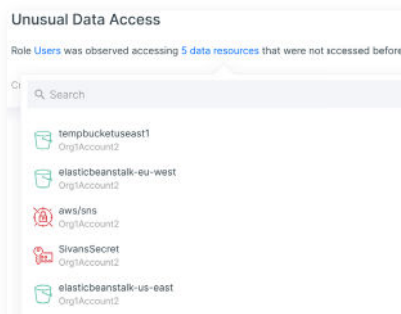 Unusual Data Access
Role Users was observed accessing 5 data resources that were not accessed before
Search
tempbucketuseast1
Org1Account2
elasticbeanstalk-eu-west
Org1Account2
aws/sns
Org1Account2
SivansSecret
Org1Account2
elasticbeanstalk-us-east
Org1Account2